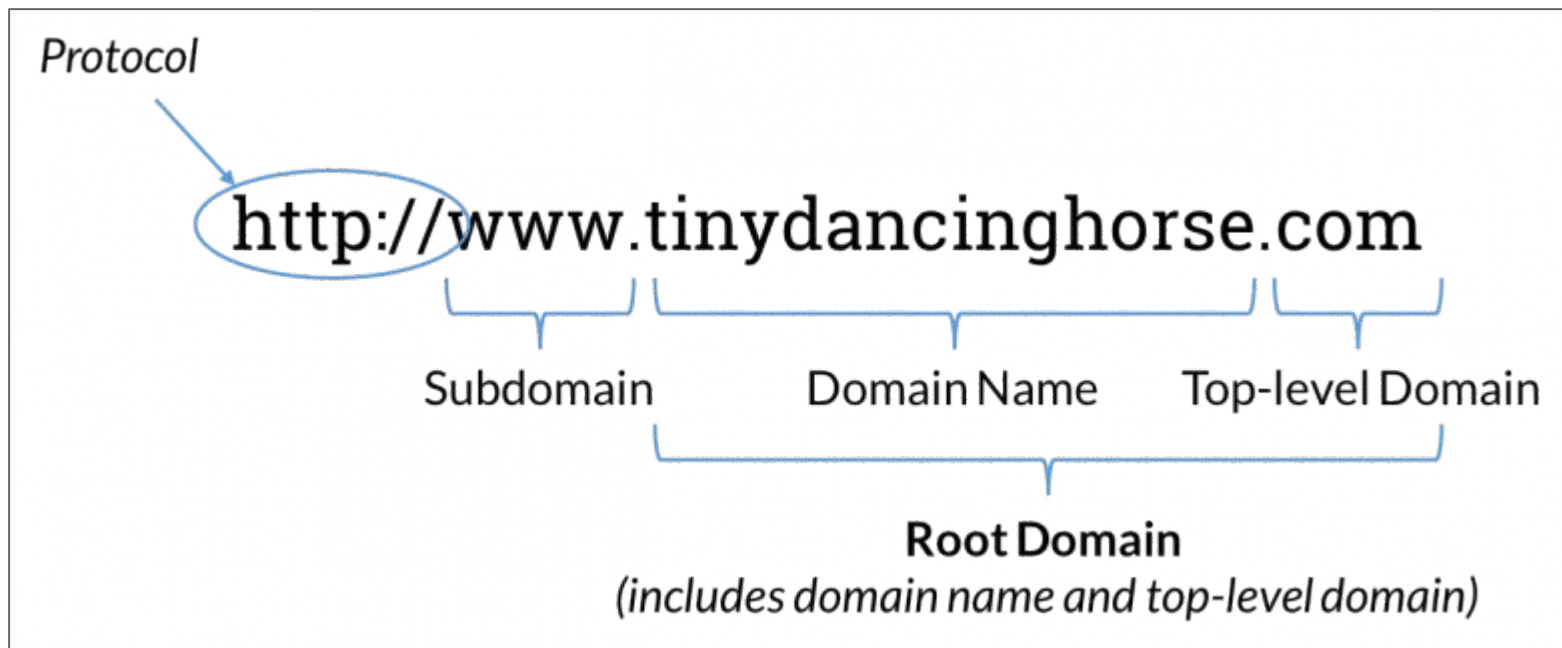 Protocol
http://www.tinydancinghorse.com
Subdomain Domain Name Top-level Domain
Root Domain
(includes domain name and top-level domain)